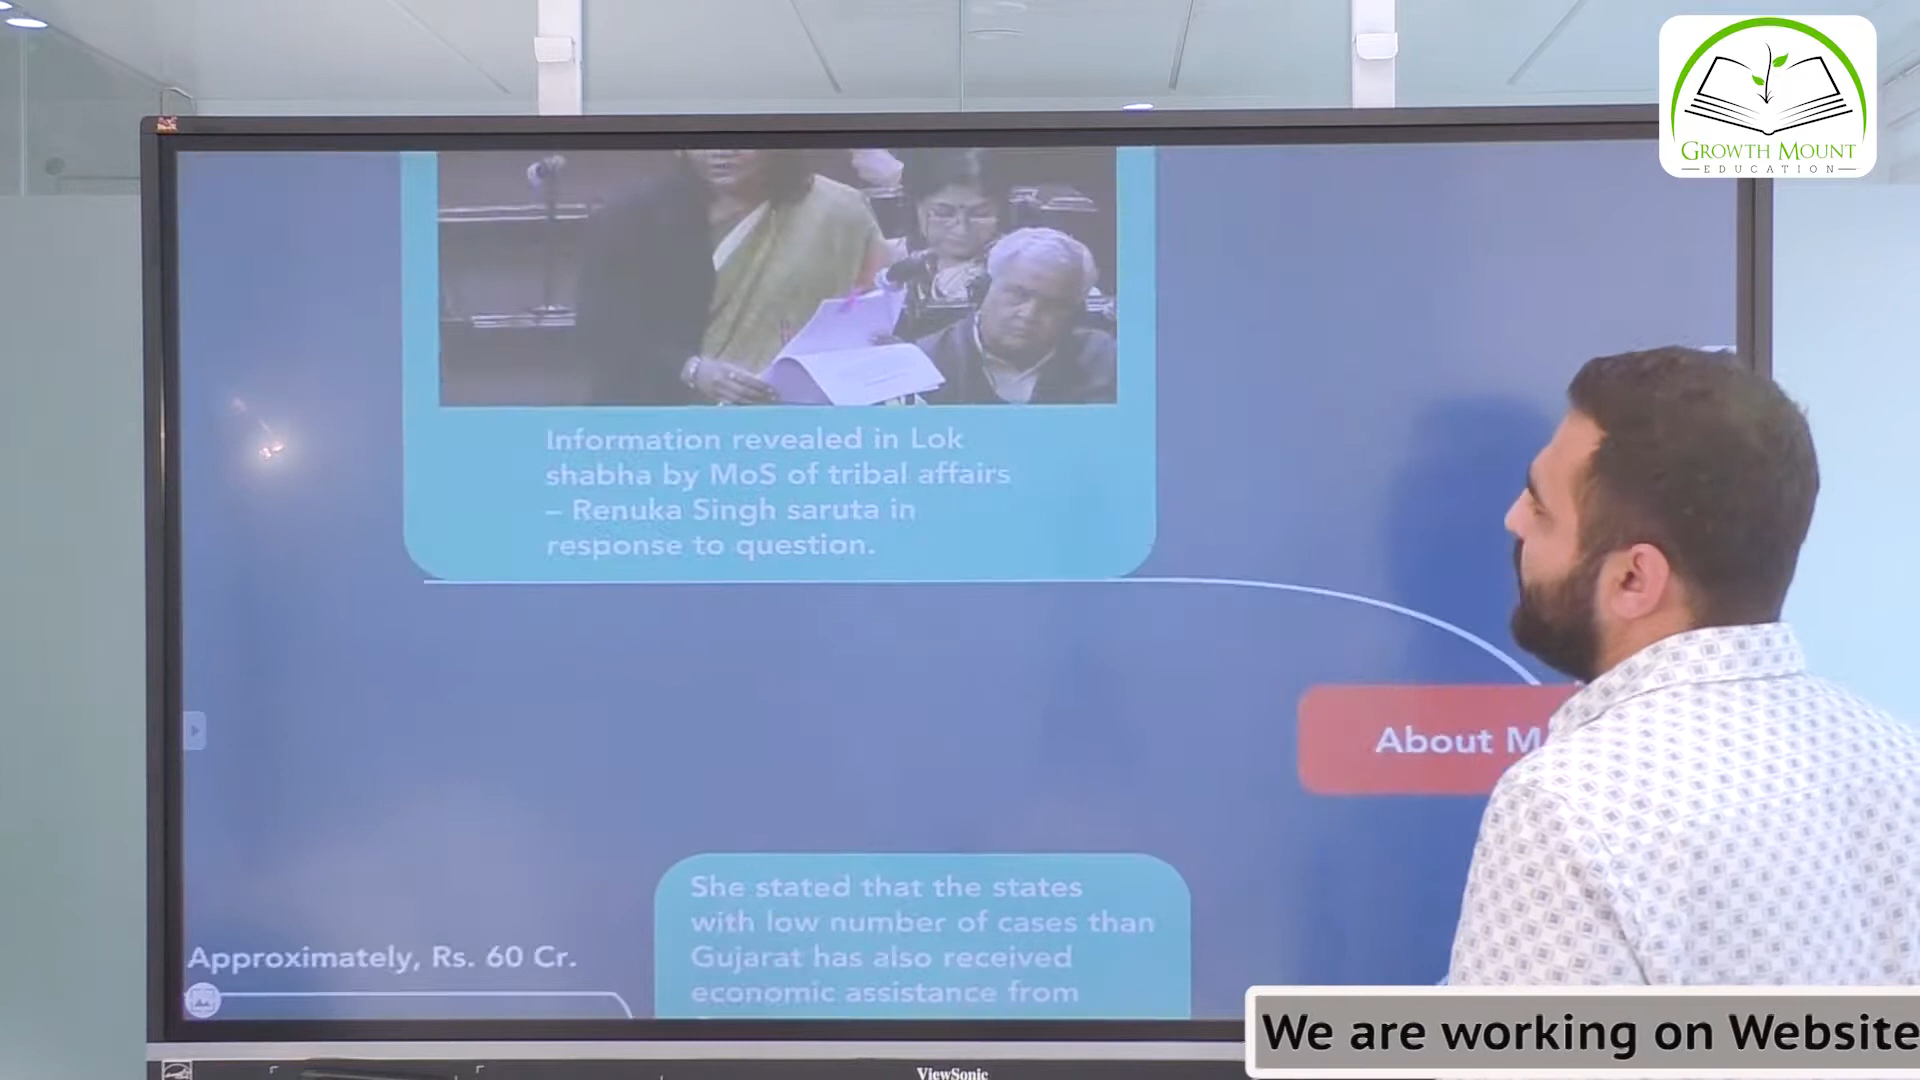 GROWTH MOUNT
EDUCATION
Information revealed in Lok
shabha by MoS of tribal affairs
– Renuka Singh saruta in
response to question.
About
She stated that the states
with low number of cases than
Gujarat has also received
economic assistance from
Approximately, Rs. 60 Cr.
We are working on Website
ViewSonic